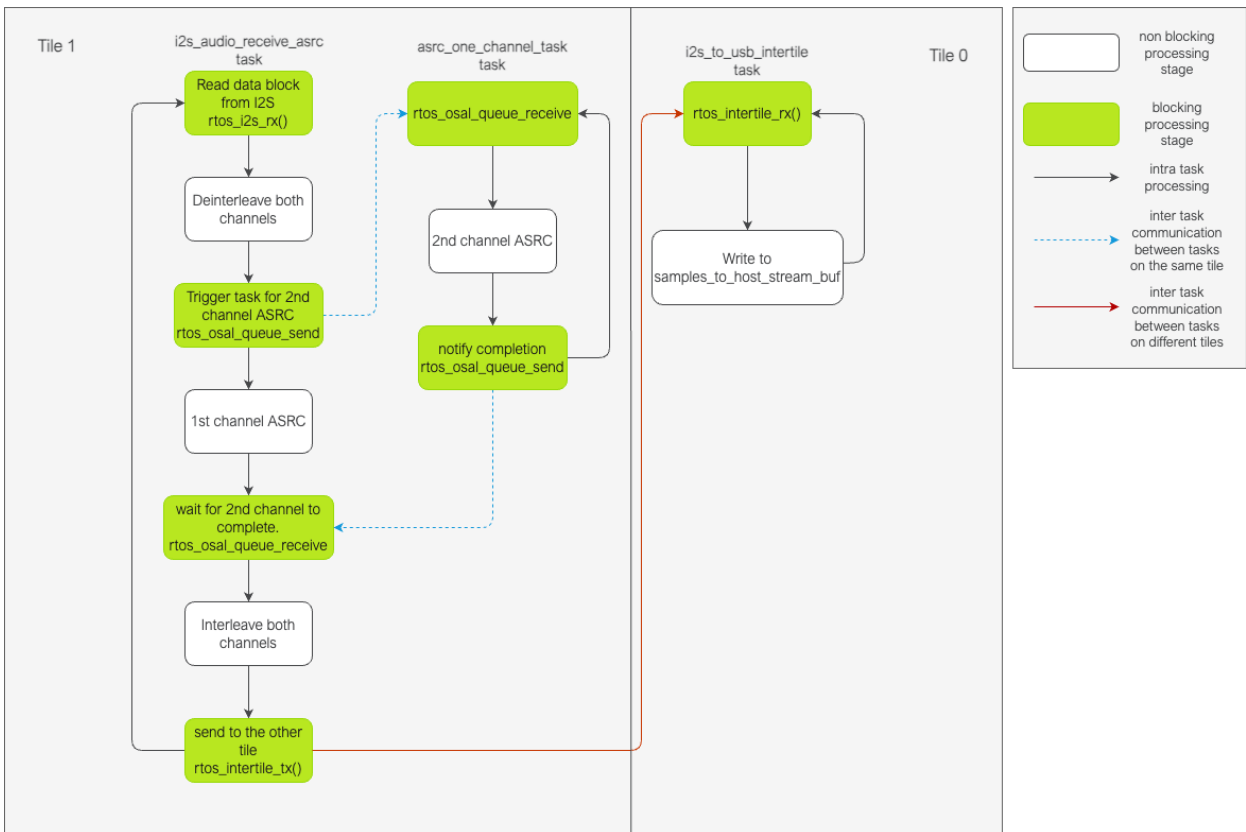 Tile 1
i2s_audio_receive_asrc
task
Read data block
from I2S
rtos_i2s_rx()
Deinterleave both
channels
Trigger task for 2nd
channel ASRC
rtos_osal_queue_send
1st channel ASRC
wait for 2nd channel to
complete.
rtos_osal_queue_receive
Interleave both
channels
send to the other
tile
rtos_intertile_tx()
asrc_one_channel_task
task
rtos_osal_queue_receive
2nd channel ASRC
notify completion
rtos_osal_queue_send
i2s_to_usb_intertile
task
Tile 0
rtos_intertile_rx()
Write to
samples_to_host_stream_buf
non blocking
processing
stage
blocking
processing
stage
intra task
processing
inter task
communication
between tasks
on the same tile
inter task
communication
between tasks
on different tiles